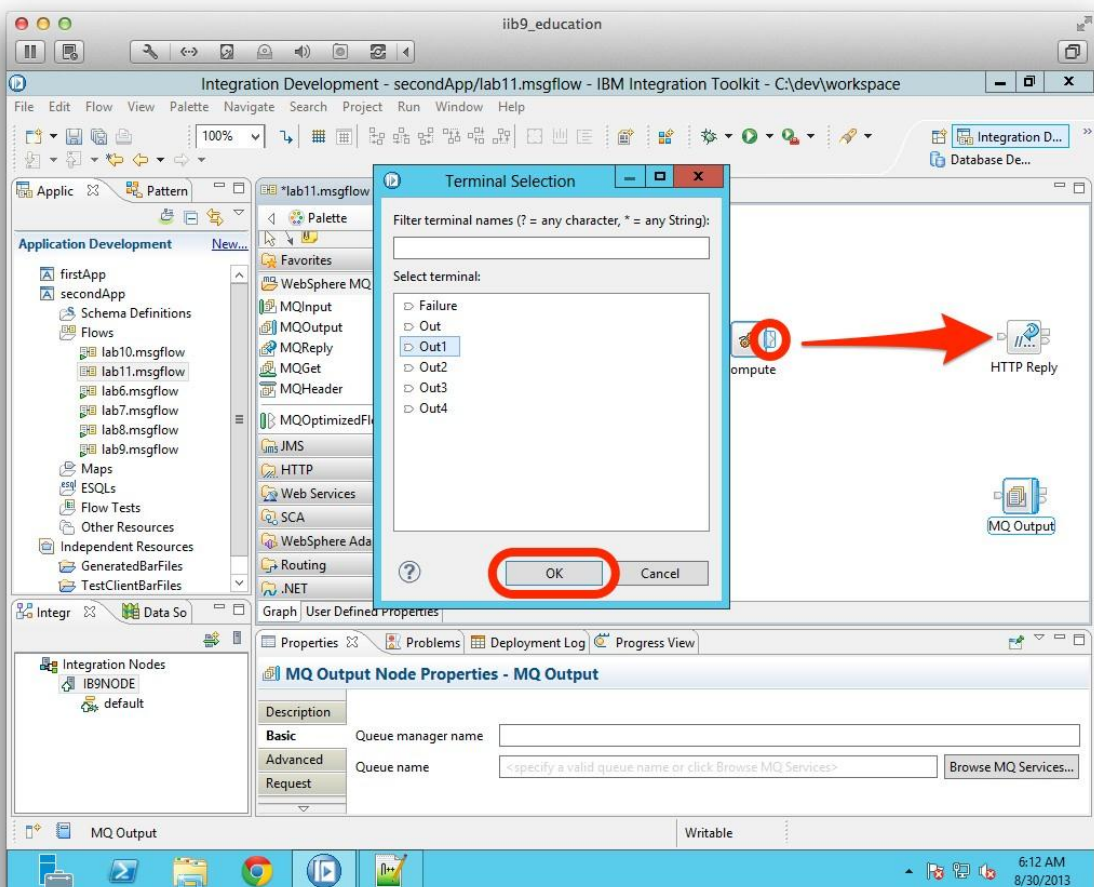 iib9_education
Integration Development - secondApp/lab11.msgflow - IBM Integration Toolkit - C:\dev\workspace
File Edit Flow View Palette Navigate Search Project Run Window Help
100%
Integration D...
Database De...
Applic
Pattern
*lab11.msgflow
Application Development
New...
firstApp
secondApp
Schema Definitions
Flows
lab10.msgflow
lab11.msgflow
lab6.msgflow
lab7.msgflow
lab8.msgflow
lab9.msgflow
Maps
ESQLs
Flow Tests
Other Resources
Independent Resources
GeneratedBarFiles
TestClientBarFiles
Palette
Favorites
WebSphere MQ
MQInput
MQOutput
MQReply
MQGet
MQHeader
MQOptimizedFl
JMS
HTTP
Web Services
SCA
WebSphere Ada
Routing
.NET
Graph User Defined Properties
Terminal Selection
Filter terminal names (? = any character, * = any String):
Select terminal:
Failure
Out
Out1
Out2
Out3
Out4
OK
Cancel
ompute
HTTP Reply
MQ Output
Integr
Data So
Integration Nodes
IB9NODE
default
Properties
Problems
Deployment Log
Progress View
MQ Output Node Properties - MQ Output
Description
Basic
Advanced
Request
Queue manager name
Queue name
<specify a valid queue name or click Browse MQ Services>
Browse MQ Services...
MQ Output
Writable
6:12 AM
8/30/2013